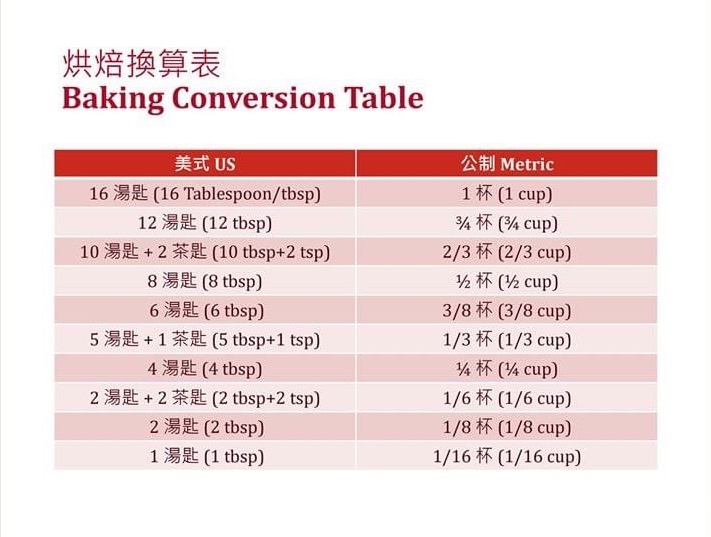 烘焙換算表
Baking Conversion Table
美式 US 公制 Metric
16 湯匙 (16 Tablespoon/tbsp) 1 杯 (1 cup)
12 湯匙 (12 tbsp) ¾ 杯 (¾ cup)
10 湯匙 + 2 茶匙 (10 tbsp+2 tsp) 2/3 杯 (2/3 cup)
8 湯匙 (8 tbsp) ½ 杯 (½ cup)
6 湯匙 (6 tbsp) 3/8 杯 (3/8 cup)
5 湯匙 + 1 茶匙 (5 tbsp+1 tsp) 1/3 杯 (1/3 cup)
4 湯匙 (4 tbsp) ¼ 杯 (¼ cup)
2 湯匙 + 2 茶匙 (2 tbsp+2 tsp) 1/6 杯 (1/6 cup)
2 湯匙 (2 tbsp) 1/8 杯 (1/8 cup)
1 湯匙 (1 tbsp) 1/16 杯 (1/16 cup)